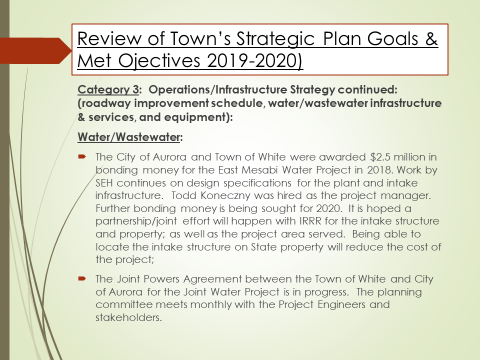 Review of Town's Strategic Plan Goals &
Met Ojectives 2019-2020)
Category 3:  Operations/Infrastructure Strategy continued:
(roadway improvement schedule, water/wastewater infrastructure
& services, and equipment):
Water/Wastewater:
The City of Aurora and Town of White were awarded $2.5 million in
bonding money for the East Mesabi Water Project in 2018. Work by
SEH continues on design specifications for the plant and intake
infrastructure.  Todd Koneczny was hired as the project manager.
Further bonding money is being sought for 2020.  It is hoped a
partnership/joint effort will happen with IRRR for the intake structure
and property; as well as the project area served.  Being able to
locate the intake structure on State property will reduce the cost of
the project;
The Joint Powers Agreement between the Town of White and City
of Aurora for the Joint Water Project is in progress.  The planning
committee meets monthly with the Project Engineers and
stakeholders.